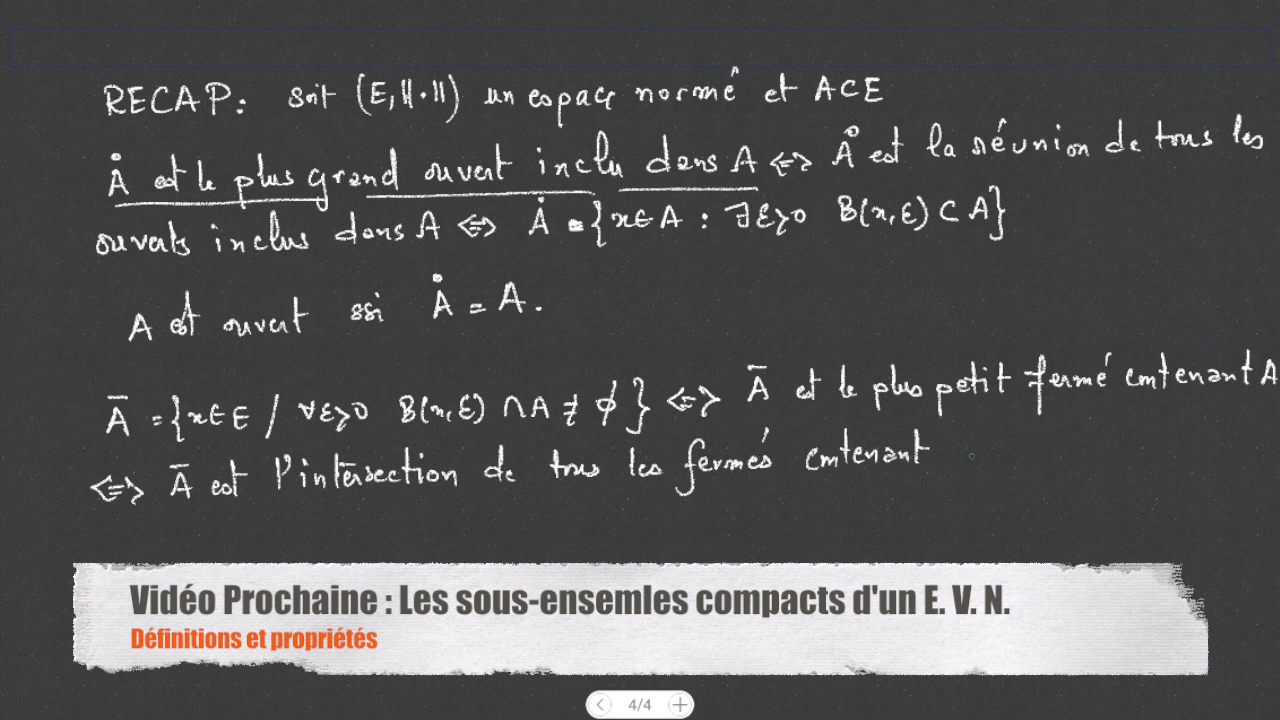 RECAP: soit (E, ||·||) un espace normé et A⊂E
Å est le plus grand ouvert inclu dans A ⟺ Å est la réunion de tous les
ouverts inclus dans A ⟺ Å = {x∈A : ∃ε>0 B(x,ε) ⊂ A}
A est ouvert ssi Å = A.
Ā = {x∈E / ∀ε>0 B(x,ε) ∩ A ≠ ∅} ⟺ Ā est le plus petit fermé contenant A
⟺ Ā est l'intersection de tous les fermés contenant
Vidéo Prochaine : Les sous-ensemles compacts d'un E. V. N.
Définitions et propriétés
4/4